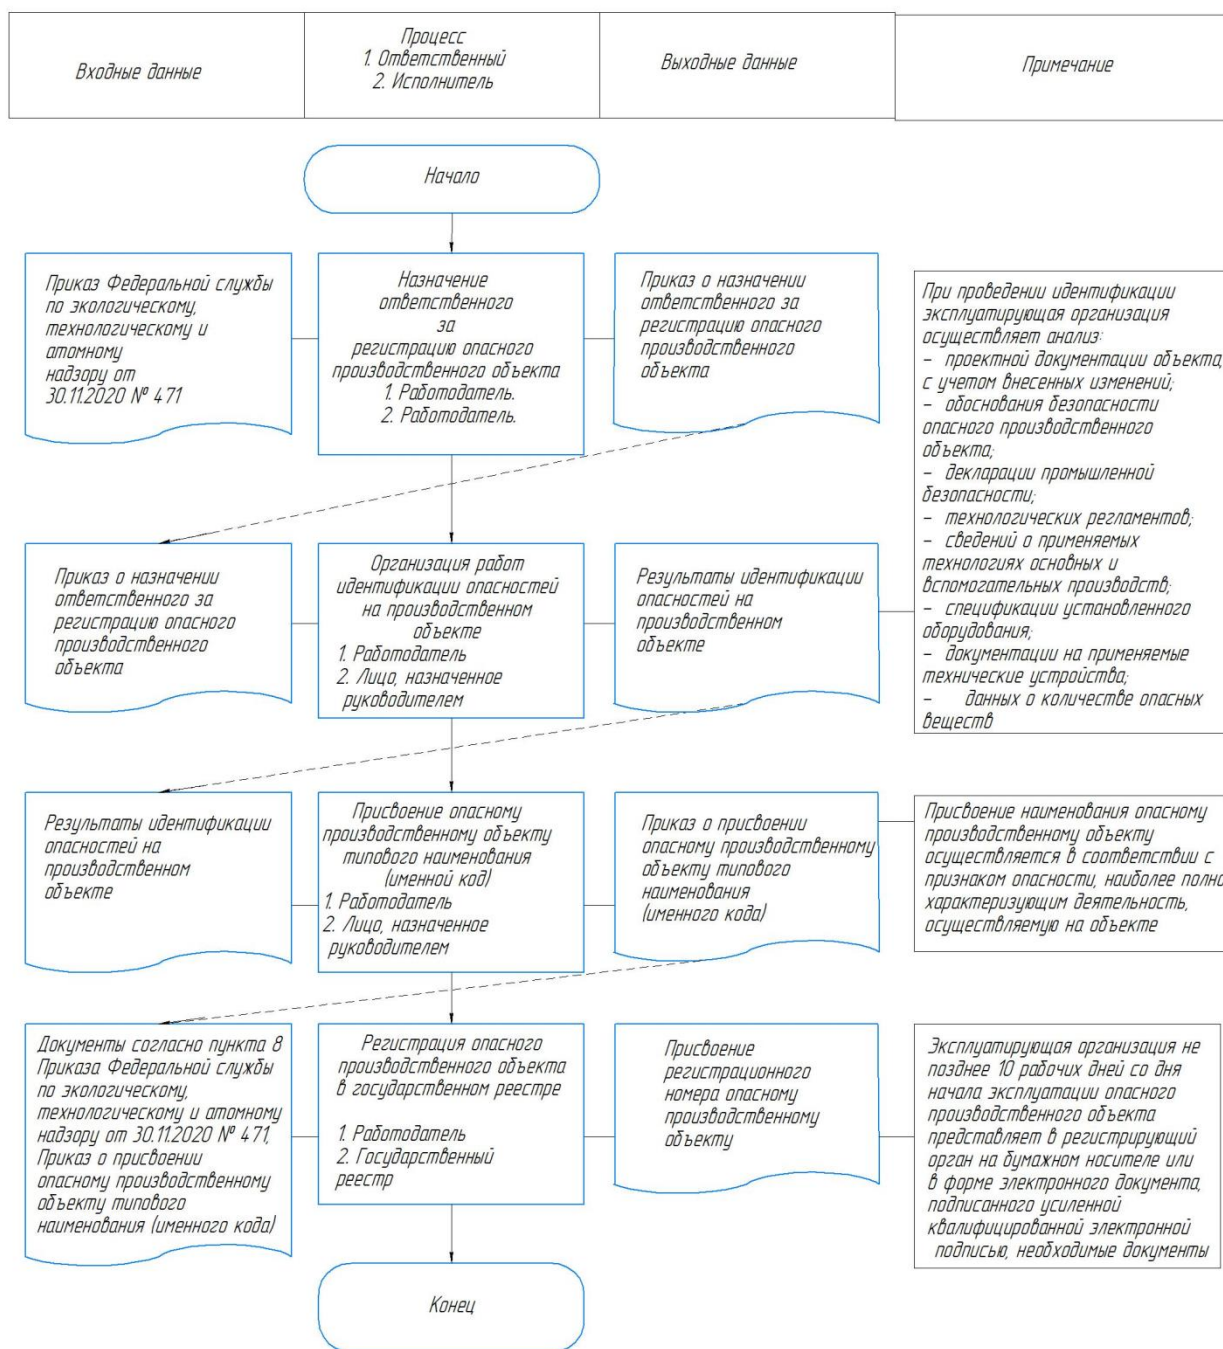 Входные данные
Процесс
1. Ответственный
2. Исполнитель
Выходные данные
Примечание
Начало
Приказ Федеральной службы
по экологическому,
технологическому и
атомному
надзору от
30.11.2020 № 471
Назначение
ответственного
за
регистрацию опасного
производственного объекта
1. Работодатель.
2. Работодатель.
Приказ о назначении
ответственного за
регистрацию опасного
производственного
объекта
При проведении идентификации
эксплуатирующая организация
осуществляет анализ:
– проектной документации объекта,
с учетом внесенных изменений;
– обоснования безопасности
опасного производственного
объекта;
– декларации промышленной
безопасности;
– технологических регламентов;
– сведений о применяемых
технологиях основных и
вспомогательных производств;
– спецификации установленного
оборудования;
– документации на применяемые
технические устройства;
– данных о количестве опасных
веществ
Приказ о назначении
ответственного за
регистрацию опасного
производственного
объекта
Организация работ
идентификации опасностей
на производственном
объекте
1. Работодатель
2. Лицо, назначенное
руководителем
Результаты идентификации
опасностей на
производственном
объекте
Результаты идентификации
опасностей на
производственном
объекте
Присвоение опасному
производственному объекту
типового наименования
(именной код)
1. Работодатель
2. Лицо, назначенное
руководителем
Приказ о присвоении
опасному производственному
объекту типового
наименования
(именного кода)
Присвоение наименования опасному
производственному объекту
осуществляется в соответствии с
признаком опасности, наиболее полно
характеризующим деятельность,
осуществляемую на объекте
Документы согласно пункта 8
Приказа Федеральной службы
по экологическому,
технологическому и атомному
надзору от 30.11.2020 № 471,
Приказ о присвоении
опасному производственному
объекту типового
наименования (именного кода)
Регистрация опасного
производственного объекта
в государственном реестре
1. Работодатель
2. Государственный
реестр
Присвоение
регистрационного
номера опасному
производственному
объекту
Эксплуатирующая организация не
позднее 10 рабочих дней со дня
начала эксплуатации опасного
производственного объекта
представляет в регистрирующий
орган на бумажном носителе или
в форме электронного документа,
подписанного усиленной
квалифицированной электронной
подписью, необходимые документы
Конец